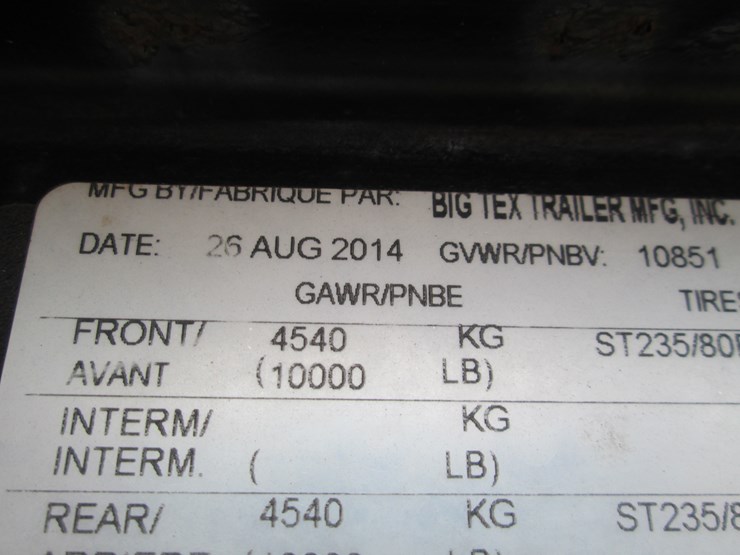 MFG BY/FABRIQUE PAR: BIG TEX TRAILER MFG, INC.
DATE: 26 AUG 2014 GVWR/PNBV: 10851
GAWR/PNBE TIRES
FRONT/ 4540 KG ST235/80
AVANT (10000 LB)
INTERM/ KG
INTERM. ( LB)
REAR/ 4540 KG ST235/8